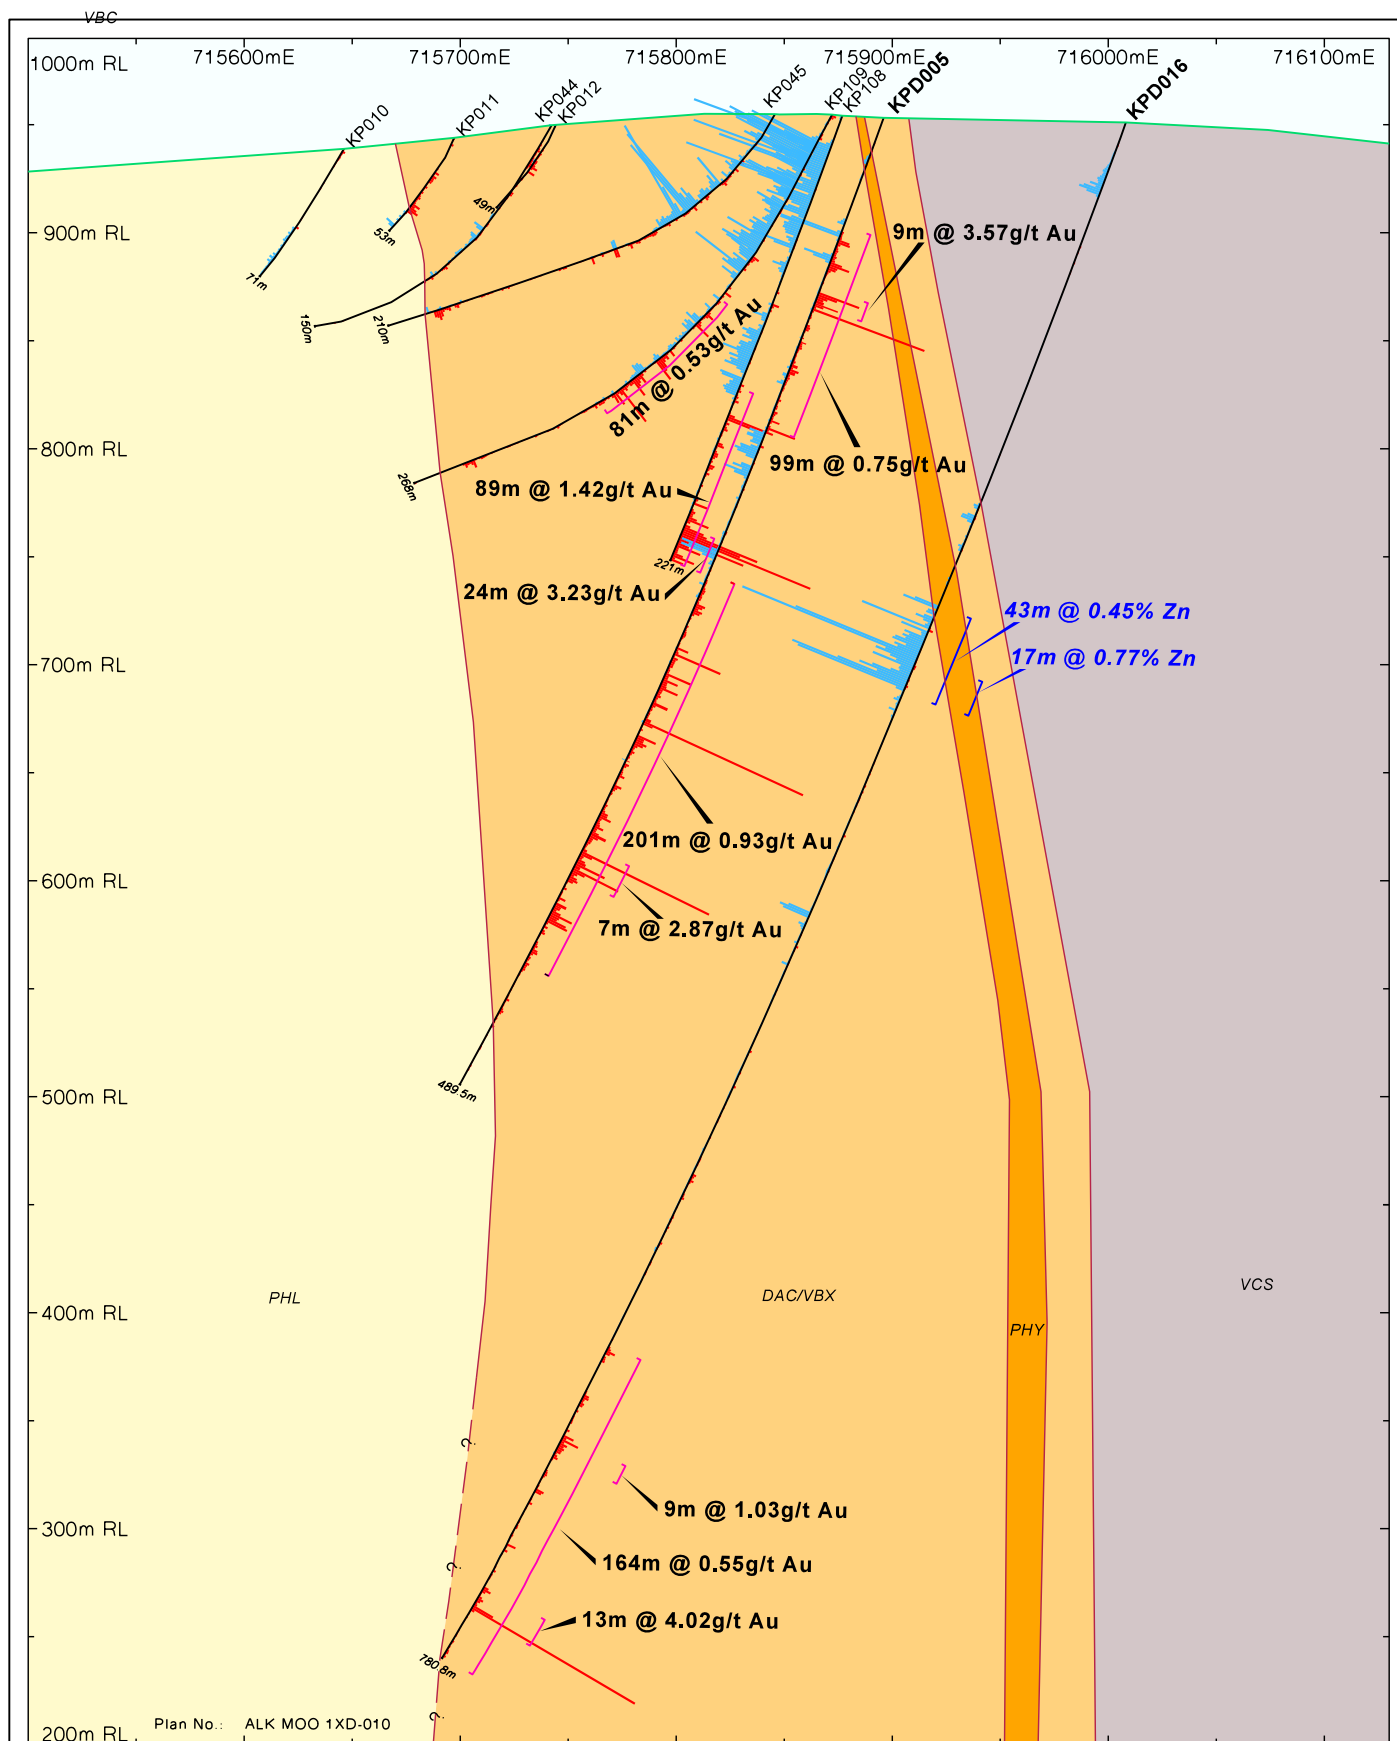 VBC
1000m RL
715600mE
715700mE
715800mE
715900mE
716000mE
716100mE
KP010
KP011
KP044
KP012
KP045
KP109
KP108
KPD005
KPD016
49m
53m
900m RL
9m @ 3.57g/t Au
71m
150m
210m
81m @ 0.53g/t Au
800m RL
99m @ 0.75g/t Au
268m
89m @ 1.42g/t Au
221m
24m @ 3.23g/t Au
43m @ 0.45% Zn
700m RL
17m @ 0.77% Zn
201m @ 0.93g/t Au
600m RL
7m @ 2.87g/t Au
489.5m
500m RL
PHL
DAC/VBX
VCS
400m RL
PHY
?
9m @ 1.03g/t Au
300m RL
164m @ 0.55g/t Au
?
13m @ 4.02g/t Au
780.8m
?
Plan No.: ALK MOO 1XD-010
200m RL